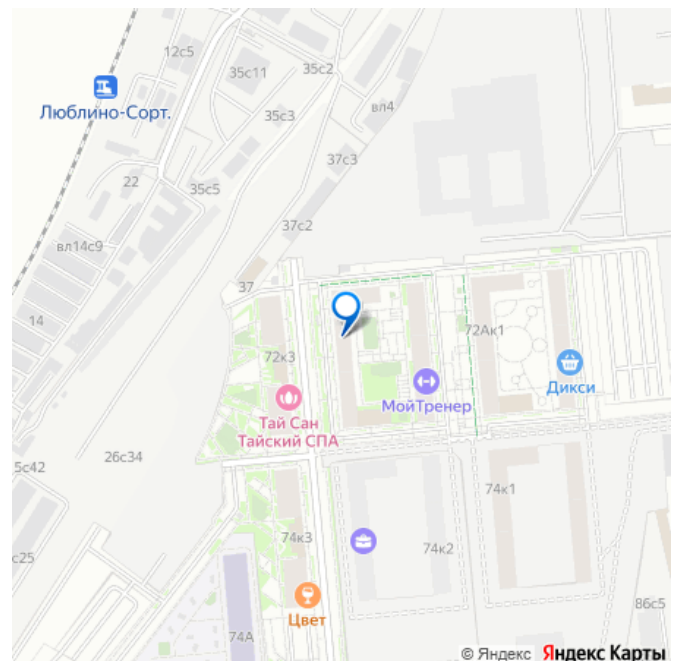 12с5
35с11
35с2
Люблино-Сорт.
35с3
вл4
37с3
22
35с5
37с2
вл14с9
37
14
72к3
72Ак1
Дикси
МойТренер
Тай Сан
Тайский СПА
26с34
5с42
74к1
74к3
74к2
с25
Цвет
86с5
74А
© Яндекс Яндекс Карты